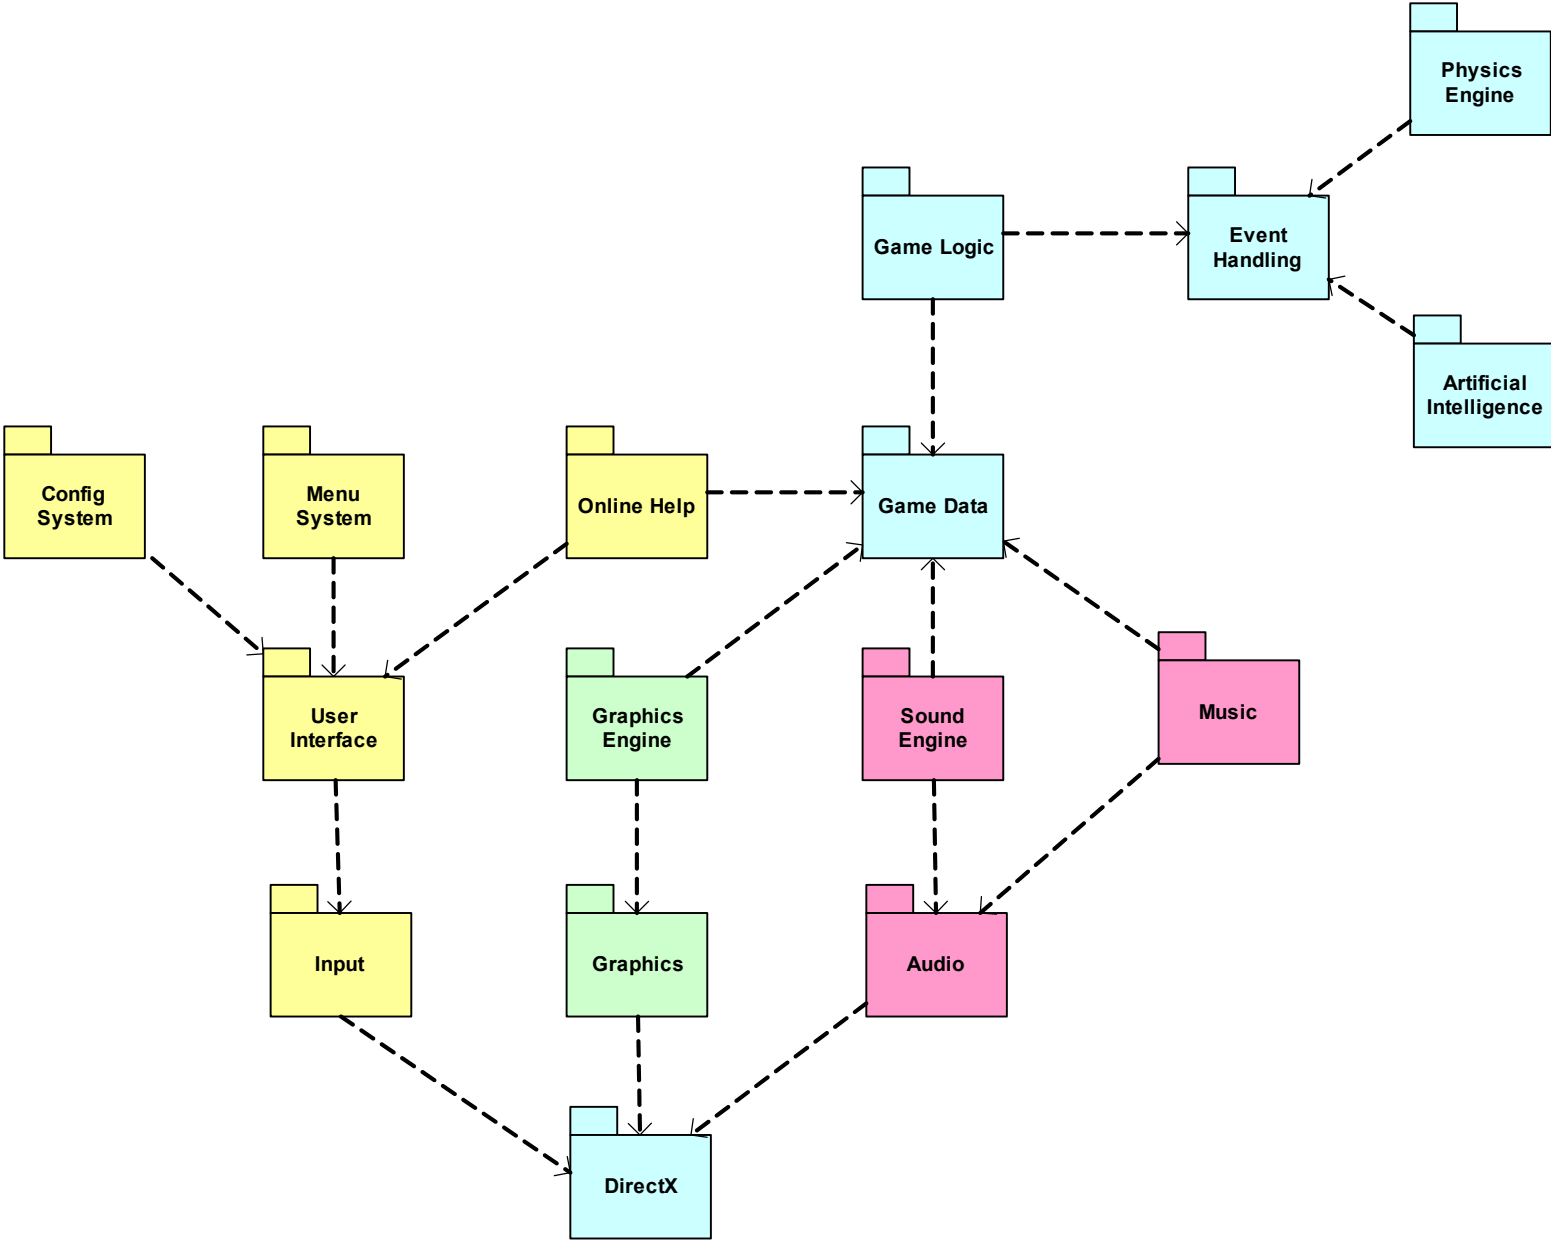 Physics
Engine
Game Logic
Event
Handling
Artificial
Intelligence
Config
System
Menu
System
Online Help
Game Data
User
Interface
Graphics
Engine
Sound
Engine
Music
Input
Graphics
Audio
DirectX